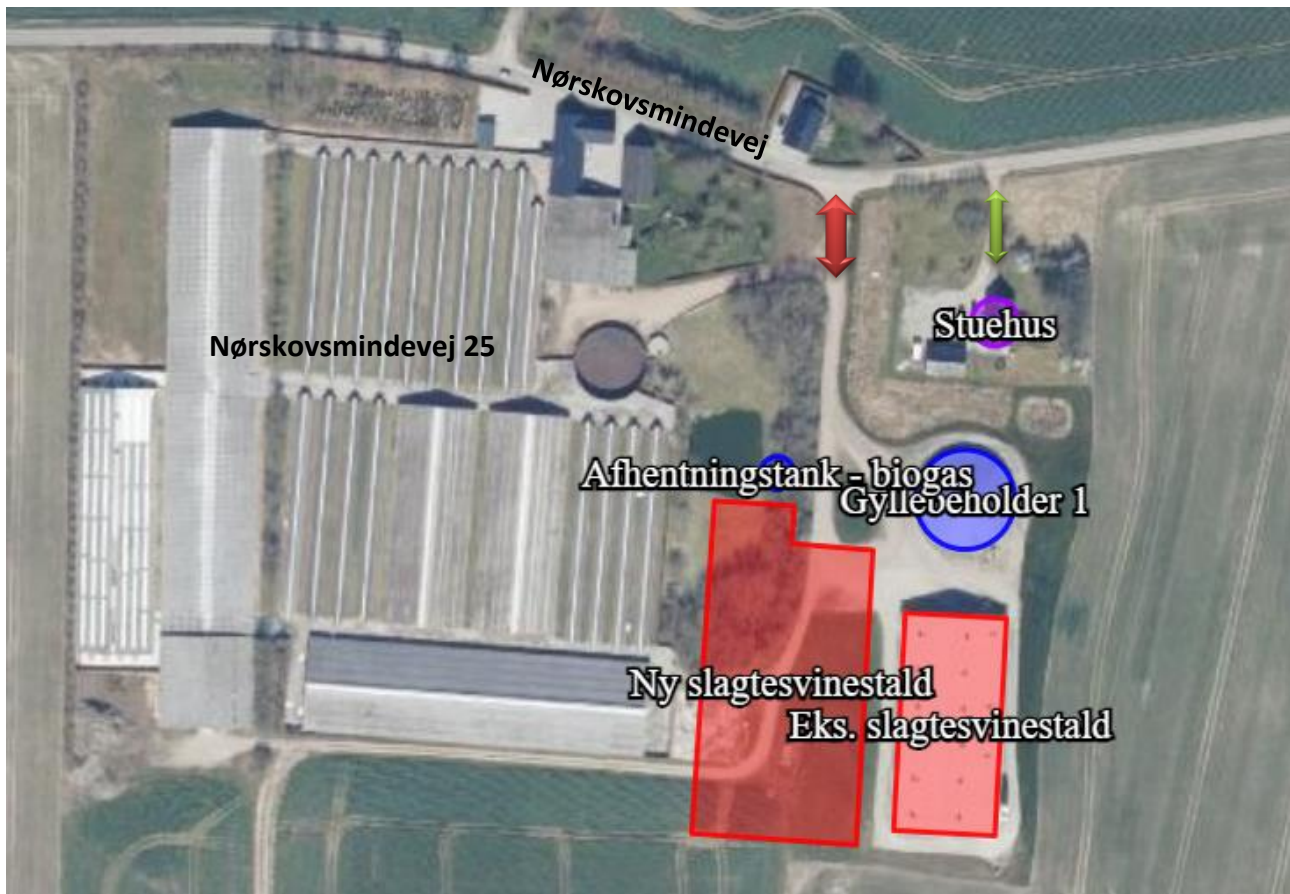 Nørskovsmindevej
Stuehus
Nørskovsmindevej 25
Afhentningstank - biogas
Gyllebeholder 1
Ny slagtesvinestald
Eks. slagtesvinestald